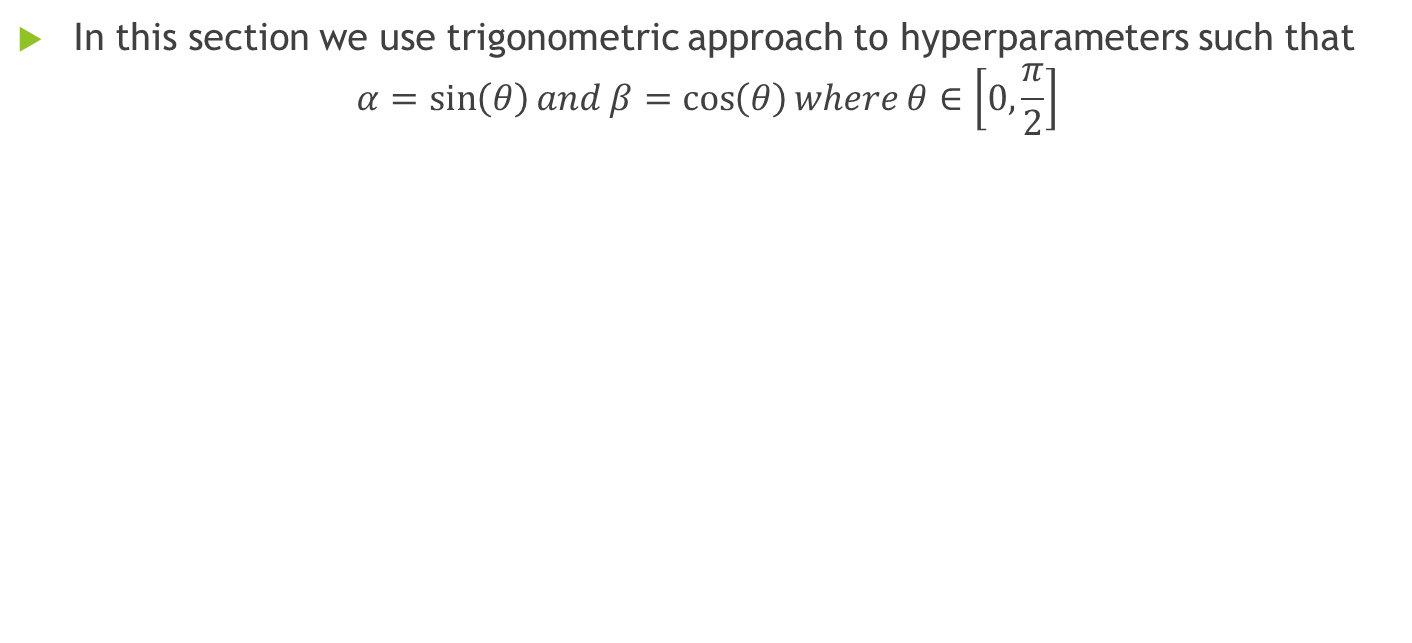 In this section we use trigonometric approach to hyperparameters such that
α = sin(θ) and β = cos(θ) where θ ∈ [0, π/2]